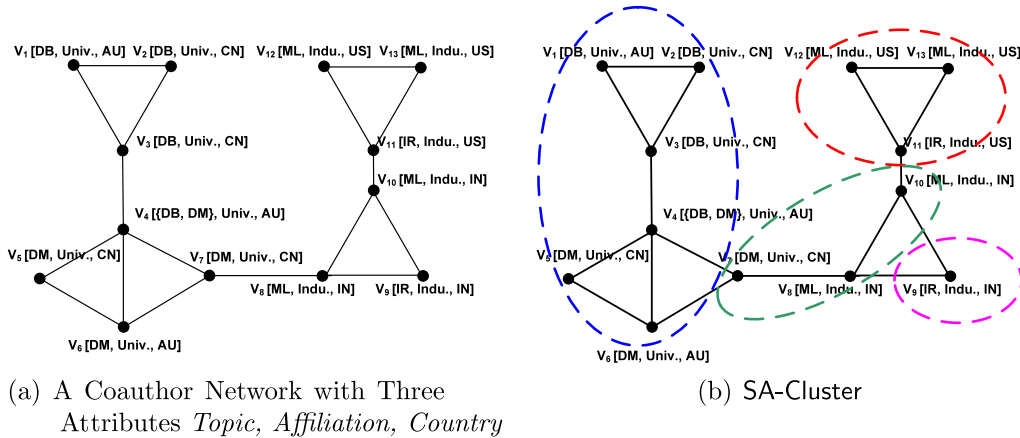 V1 [DB, Univ., AU] V2 [DB, Univ., CN] V12 [ML, Indu., US] V13 [ML, Indu., US]
V3 [DB, Univ., CN]
V11 [IR, Indu., US]
V10 [ML, Indu., IN]
V4 [{DB, DM}, Univ., AU]
V5 [DM, Univ., CN]
V7 [DM, Univ., CN]
V8 [ML, Indu., IN]
V9 [IR, Indu., IN]
V6 [DM, Univ., AU]
(a) A Coauthor Network with Three
Attributes Topic, Affiliation, Country
V1 [DB, Univ., AU] V2 [DB, Univ., CN] V12 [ML, Indu., US] V13 [ML, Indu., US]
V3 [DB, Univ., CN]
V11 [IR, Indu., US]
V10 [ML, Indu., IN]
V4 [{DB, DM}, Univ., AU]
V5 [DM, Univ., CN]
[DM, Univ., CN]
V8 [ML, Indu., IN]
V9 [IR, Indu., IN]
V6 [DM, Univ., AU]
(b) SA-Cluster